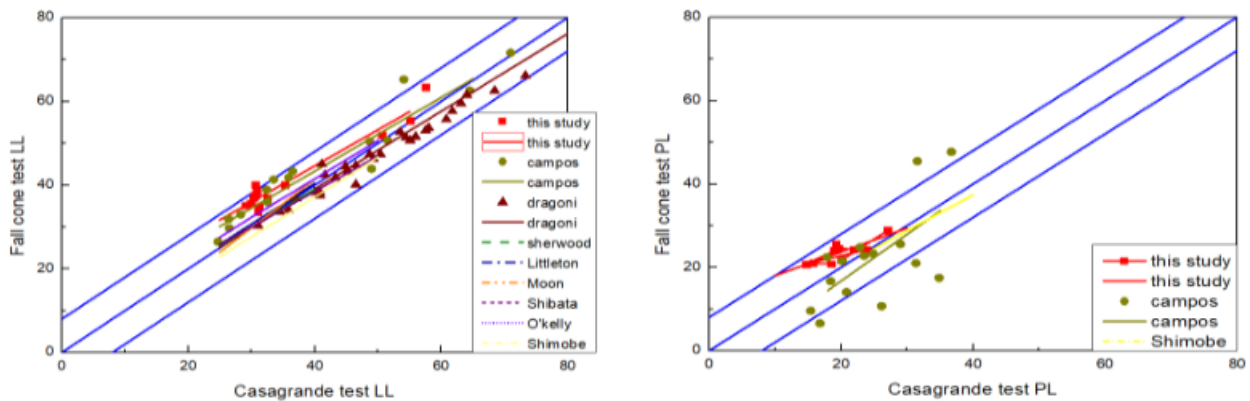 80
60
40
20
0
Fall cone test LL
this study
this study
campos
campos
dragoni
dragoni
sherwood
Littleton
Moon
Shibata
O'kelly
Shimobe
0 20 40 60 80
Casagrande test LL
80
60
40
20
0
Fall cone test PL
this study
this study
campos
campos
Shimobe
0 20 40 60 80
Casagrande test PL